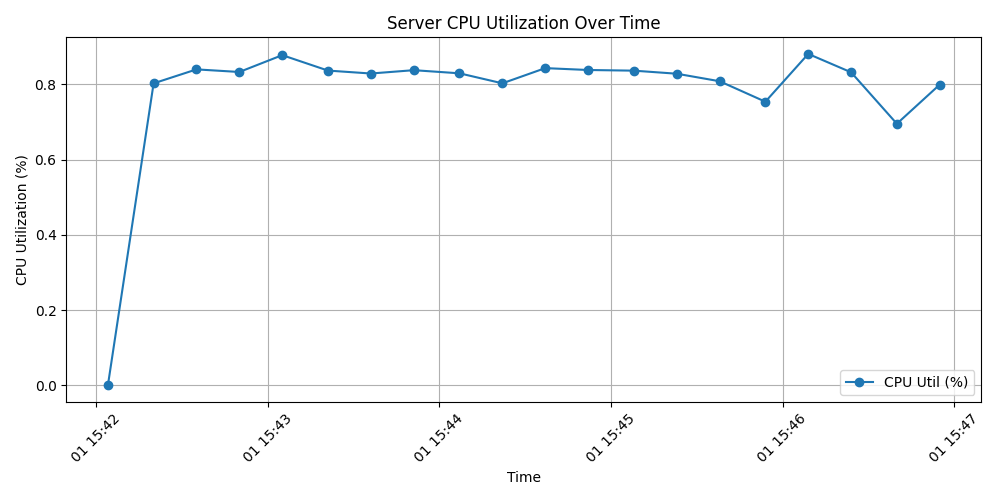 Server CPU Utilization Over Time
CPU Utilization (%)
0.8
0.6
0.4
0.2
0.0
CPU Util (%)
01 15:42
01 15:43
01 15:44
01 15:45
01 15:46
01 15:47
Time